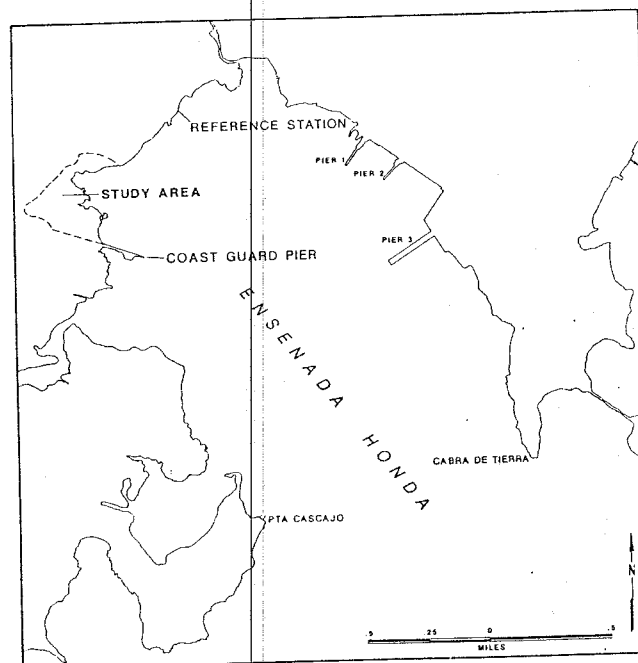 REFERENCE STATION
PIER 1
PIER 2
STUDY AREA
PIER 3
COAST GUARD PIER
ENSENADA HONDA
CABRA DE TIERRA
PTA CASCAJO
N
.5 .25 0 .5
MILES